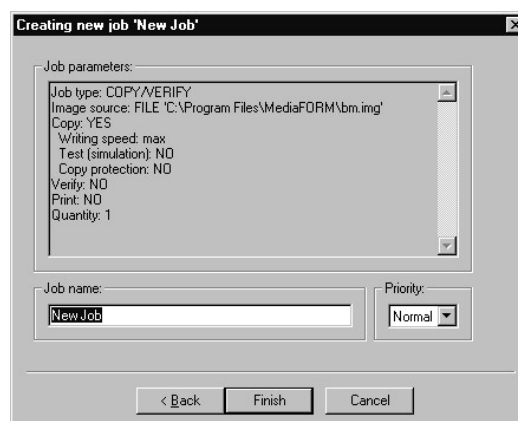 Creating new job 'New Job'
Job parameters:
Job type: COPY/VERIFY
Image source: FILE 'C:\Program Files\MediaFORM\bm.img'
Copy: YES
Writing speed: max
Test (simulation): NO
Copy protection: NO
Verify: NO
Print: NO
Quantity: 1
Job name:
Priority:
New Job
Normal
< Back
Finish
Cancel